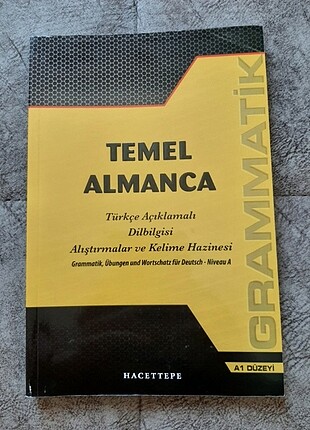 TEMEL
ALMANCA
Türkçe Açıklamalı
Dilbilgisi
Alıştırmalar ve Kelime Hazinesi
Grammatik, Übungen und Wortschatz für Deutsch - Niveau A
GRAMMATİK
A1 DÜZEYİ
HACETTEPE